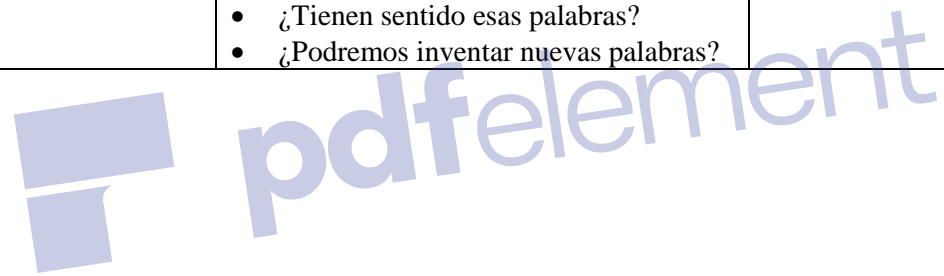 • ¿Tienen sentido esas palabras?
• ¿Podremos inventar nuevas palabras?
pdfelement